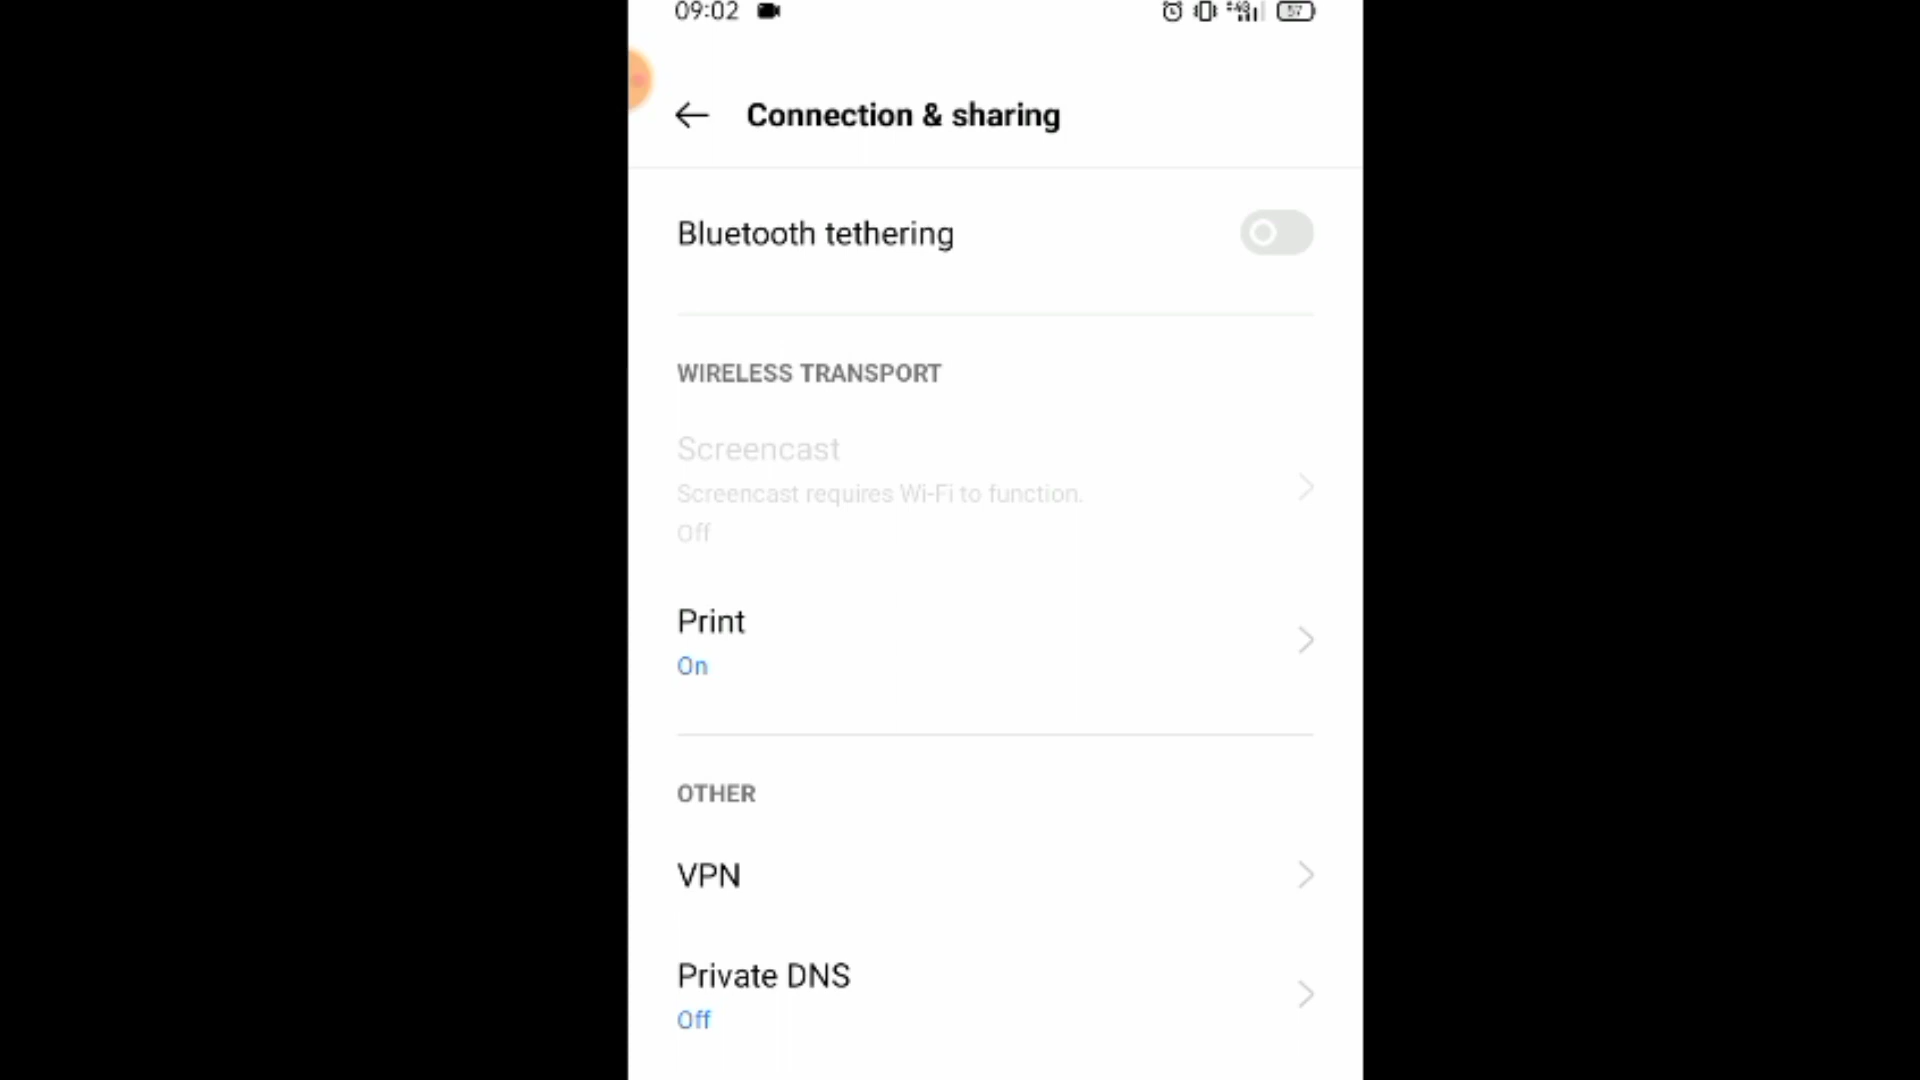 09:02
57
Connection & sharing
Bluetooth tethering
WIRELESS TRANSPORT
Screencast
Screencast requires Wi-Fi to function.
Off
Print
On
OTHER
VPN
Private DNS
Off